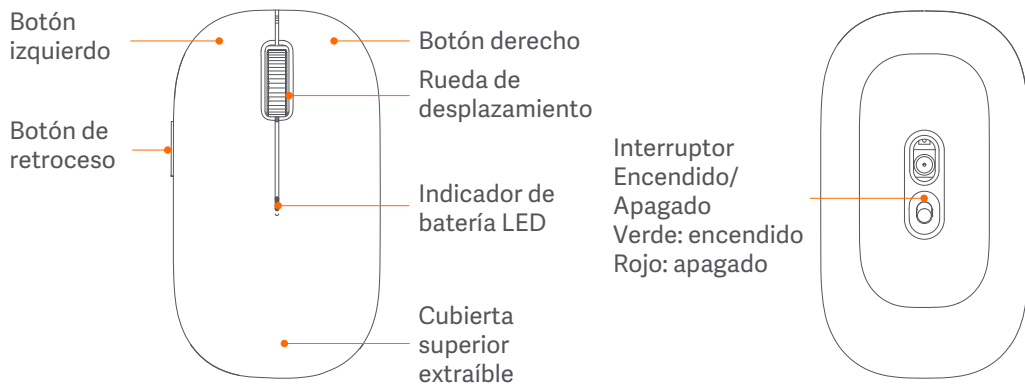 Botón
izquierdo
Botón de
retroceso
Botón derecho
Rueda de
desplazamiento
Indicador de
batería LED
Cubierta
superior
extraíble
Interruptor
Encendido/
Apagado
Verde: encendido
Rojo: apagado